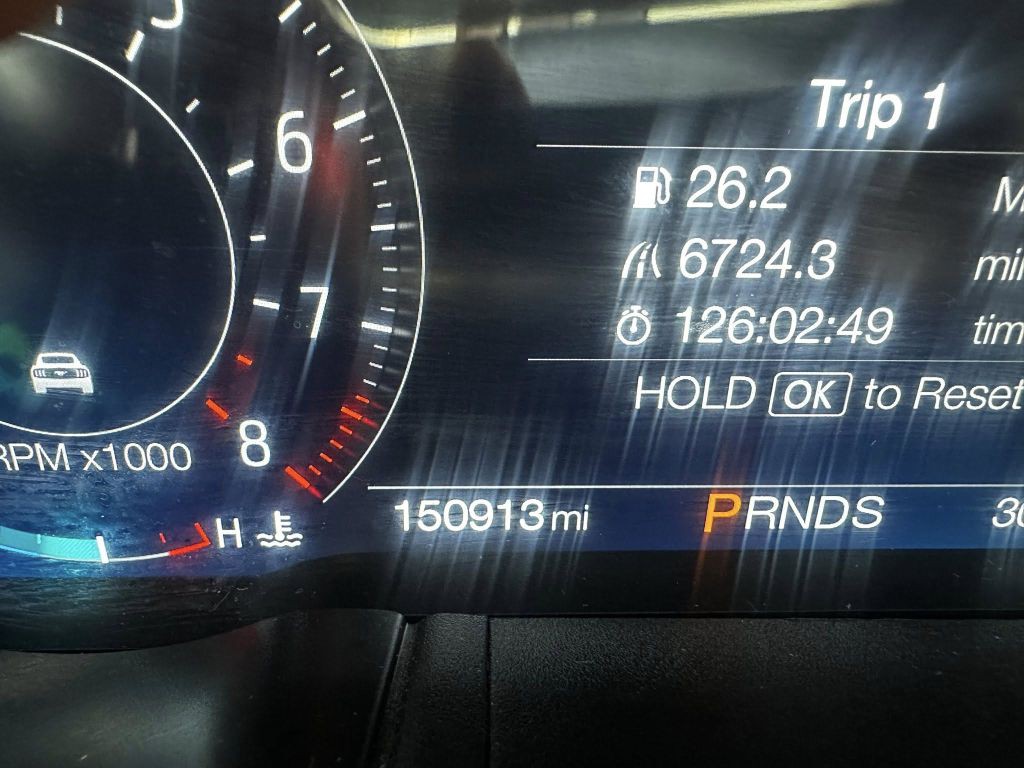 6
7
8
RPM x1000
H
Trip 1
26.2
6724.3
126:02:49
HOLD OK to Reset
150913 mi PRNDS